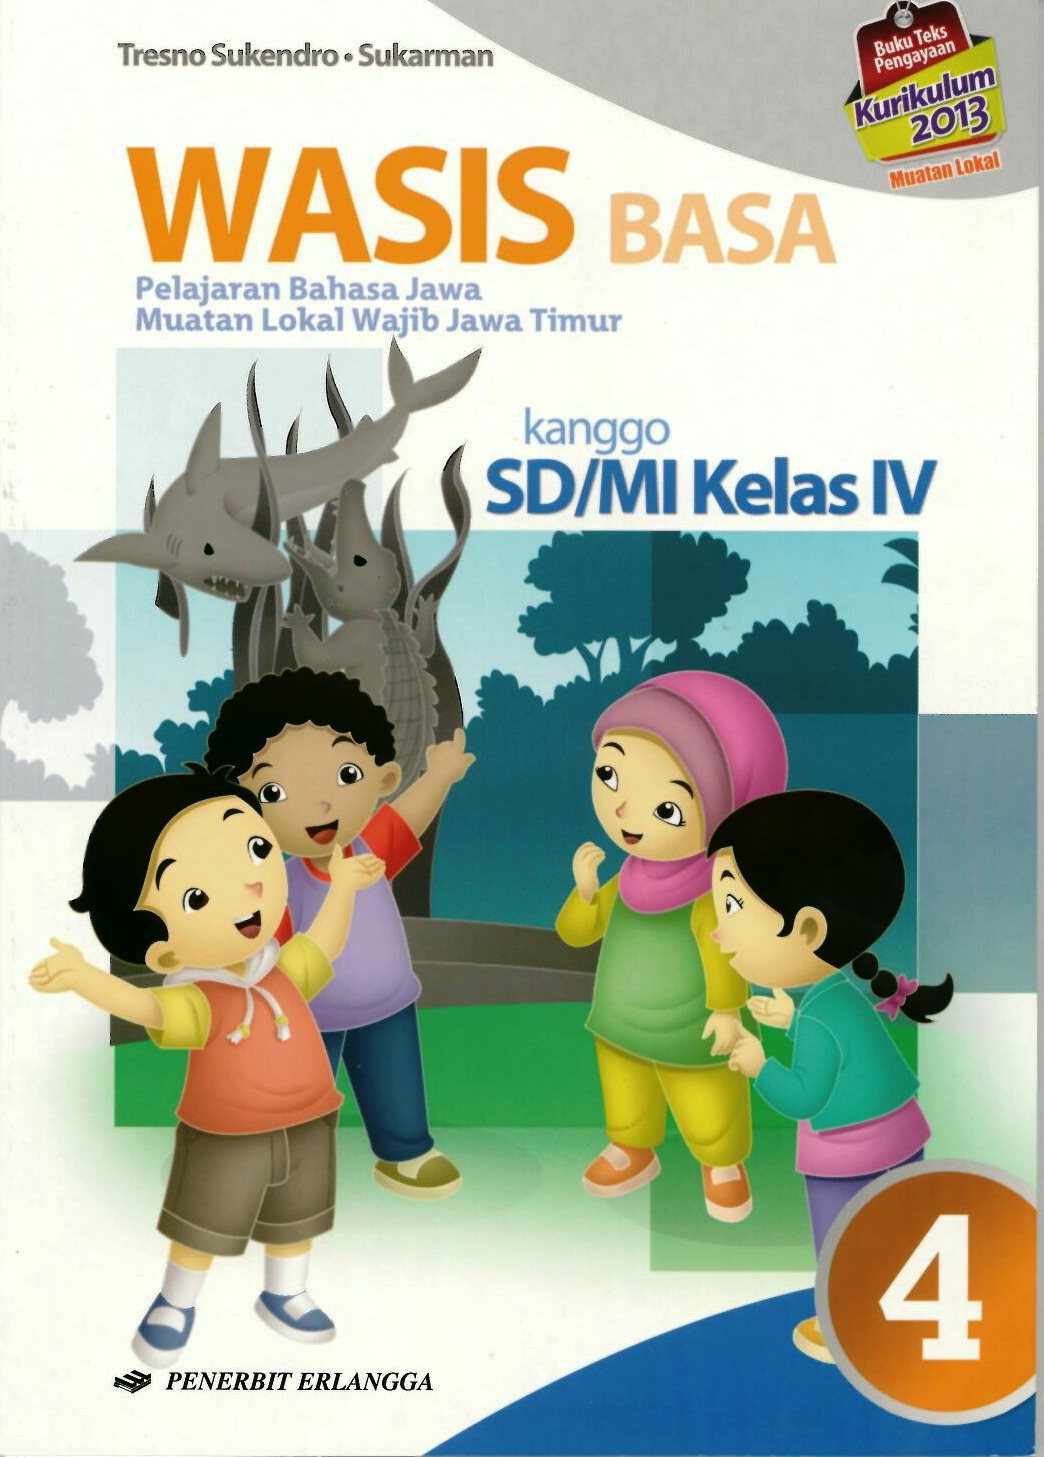 Tresno Sukendro • Sukarman
Buku Teks
Pengayaan
Kurikulum
2013
Muatan Lokal
WASIS BASA
Pelajaran Bahasa Jawa
Muatan Lokal Wajib Jawa Timur
kanggo
SD/MI Kelas IV
4
PENERBIT ERLANGGA